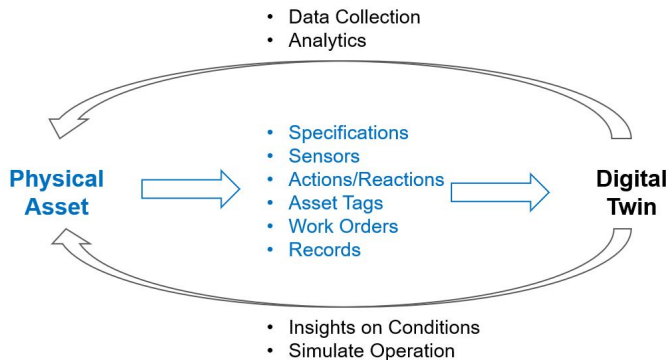 • Data Collection
• Analytics
• Specifications
• Sensors
• Actions/Reactions
• Asset Tags
• Work Orders
• Records
Physical
Asset
Digital
Twin
• Insights on Conditions
• Simulate Operation